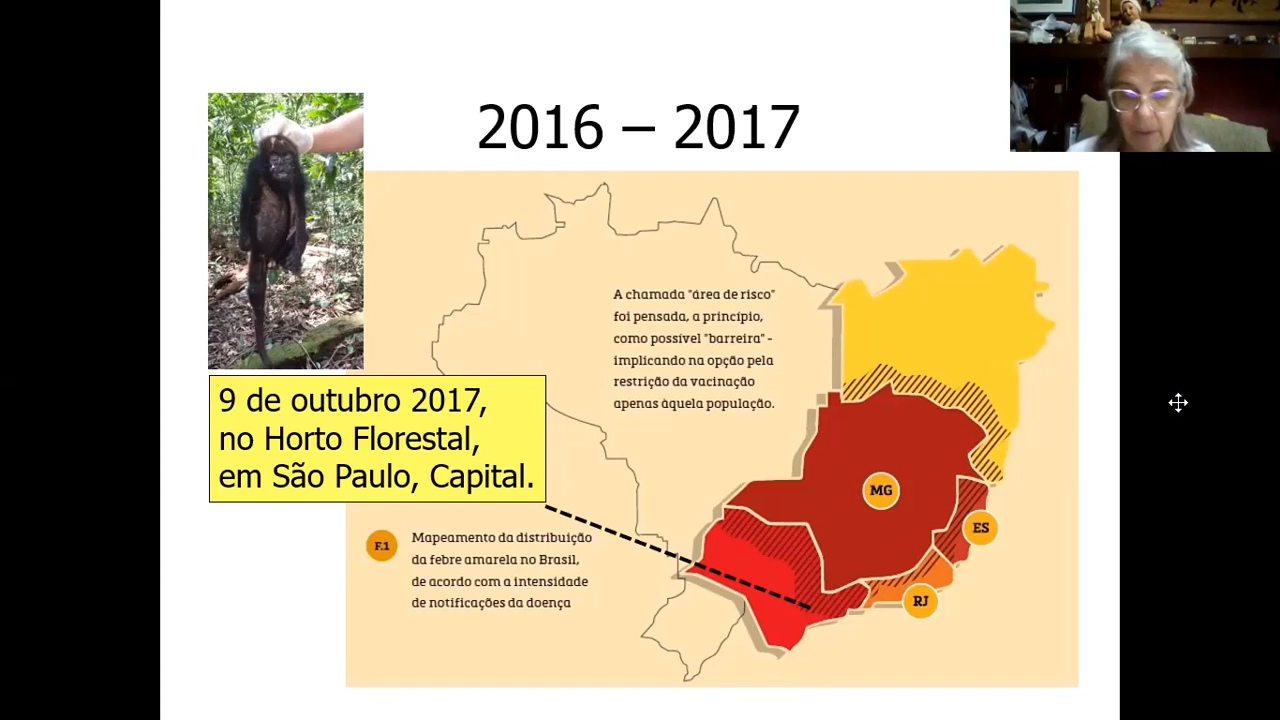 2016 – 2017
A chamada "área de risco"
foi pensada, a princípio,
como possível "barreira" -
implicando na opção pela
restrição da vacinação
apenas àquela população.
9 de outubro 2017,
no Horto Florestal,
em São Paulo, Capital.
MG
ES
RJ
F.1
Mapeamento da distribuição
da febre amarela no Brasil,
de acordo com a intensidade
de notificações da doença